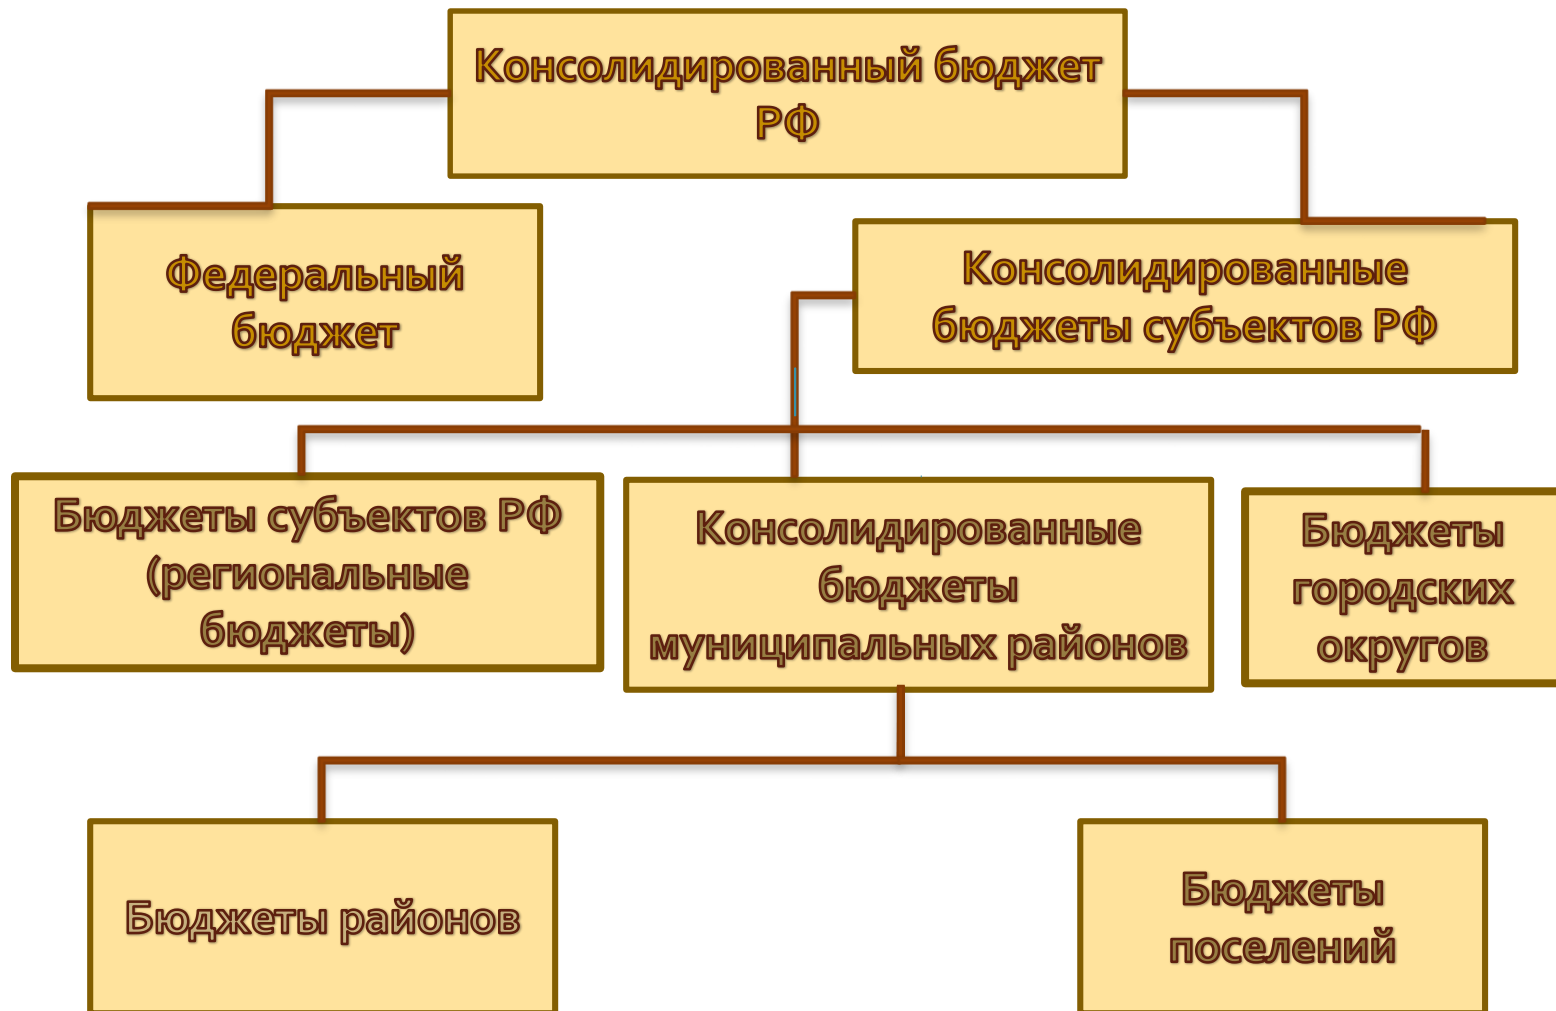 Консолидированный бюджет
РФ
Федеральный
бюджет
Консолидированные
бюджеты субъектов РФ
Бюджеты субъектов РФ
(региональные
бюджеты)
Консолидированные
бюджеты
муниципальных районов
Бюджеты
городских
округов
Бюджеты районов
Бюджеты
поселений